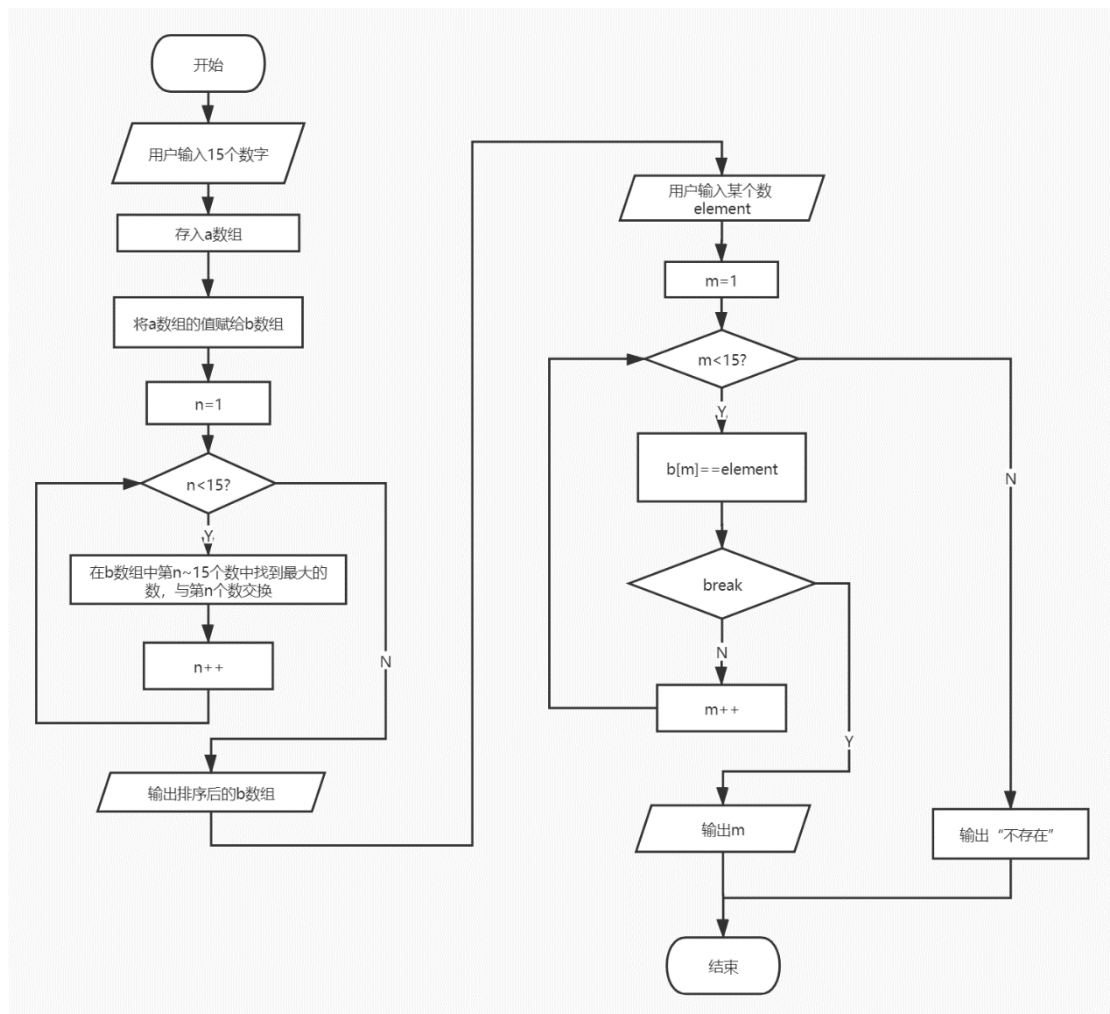 开始
用户输入15个数字
存入a数组
将a数组的值赋给b数组
n=1
n<15?
Y
在b数组中第n~15个数中找到最大的
数，与第n个数交换
n++
N
输出排序后的b数组
用户输入某个数
element
m=1
m<15?
Y
b[m]==element
break
N
m++
Y
输出m
N
输出“不存在”
结束